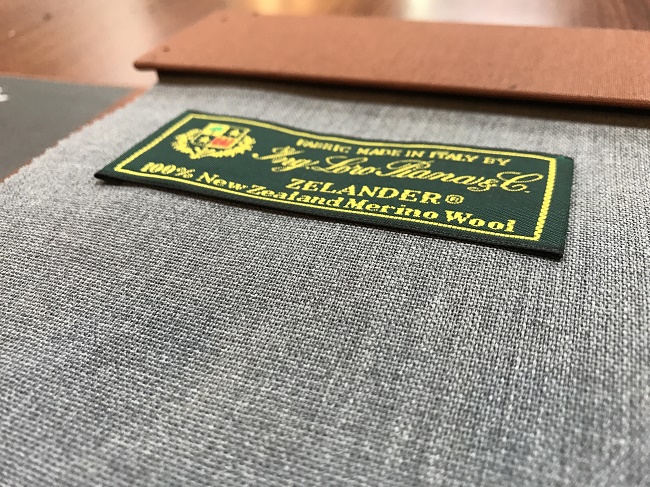 FABRIC MADE IN ITALY BY
Ing. Loro Piana & C.
ZELANDER®
100% New Zealand Merino Wool